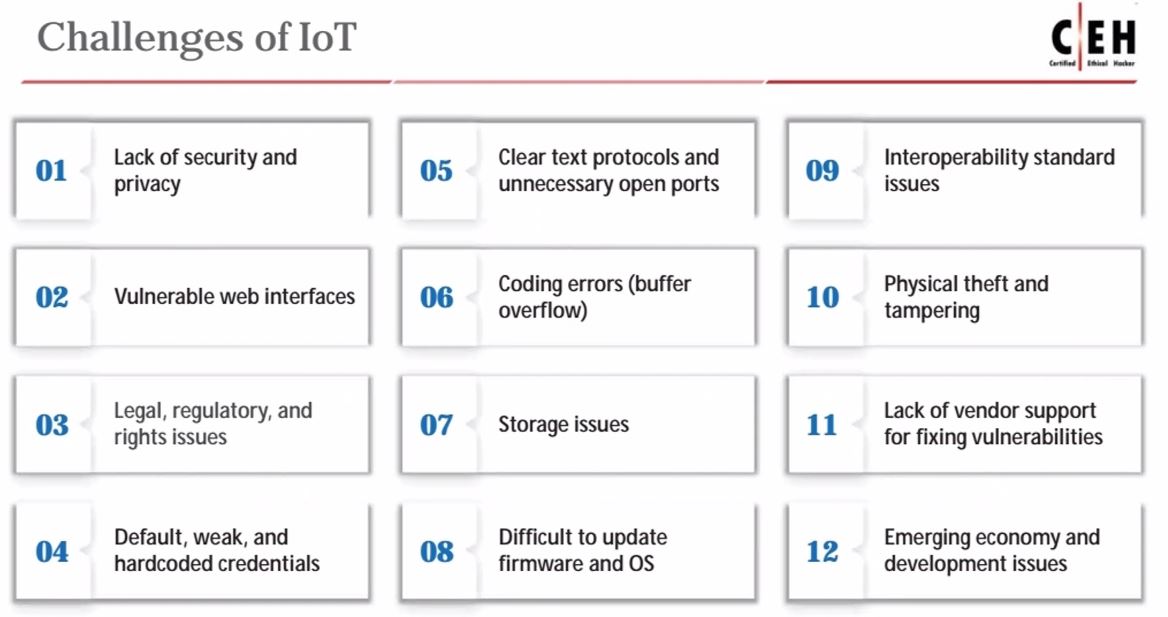 Challenges of IoT
C|EH
Certified Ethical Hacker
01
Lack of security and
privacy
02
Vulnerable web interfaces
03
Legal, regulatory, and
rights issues
04
Default, weak, and
hardcoded credentials
05
Clear text protocols and
unnecessary open ports
06
Coding errors (buffer
overflow)
07
Storage issues
08
Difficult to update
firmware and OS
09
Interoperability standard
issues
10
Physical theft and
tampering
11
Lack of vendor support
for fixing vulnerabilities
12
Emerging economy and
development issues